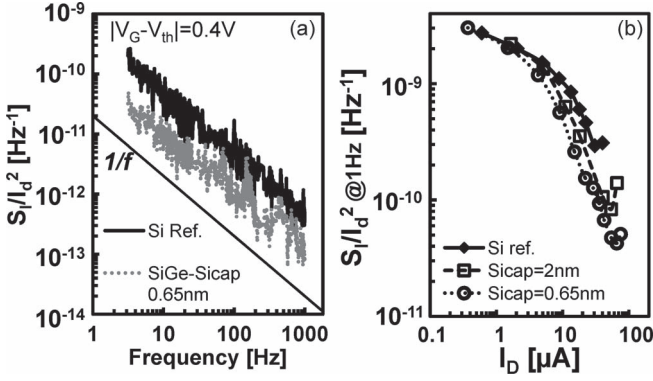 10⁻⁹
10⁻¹⁰
10⁻¹¹
10⁻¹²
10⁻¹³
10⁻¹⁴
S_I/I_d² [Hz⁻¹]
|V_G-V_th|=0.4V
(a)
1/f
Si Ref.
SiGe-Sicap
0.65nm
1 10 100 1000
Frequency [Hz]
(b)
10⁻⁹
10⁻¹⁰
10⁻¹¹
S_I/I_d² @1Hz [Hz⁻¹]
Si ref.
Sicap=2nm
Sicap=0.65nm
0.1 1 10 100
I_D [µA]